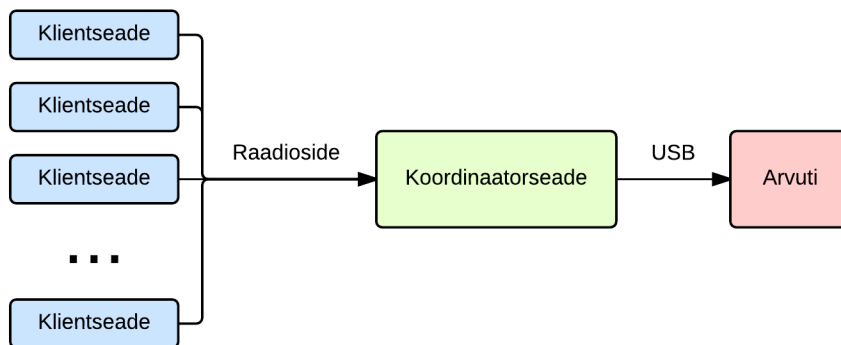 Klientseade
Klientseade
Klientseade
...
Klientseade
Raadioside
Koordinaatorseade
USB
Arvuti